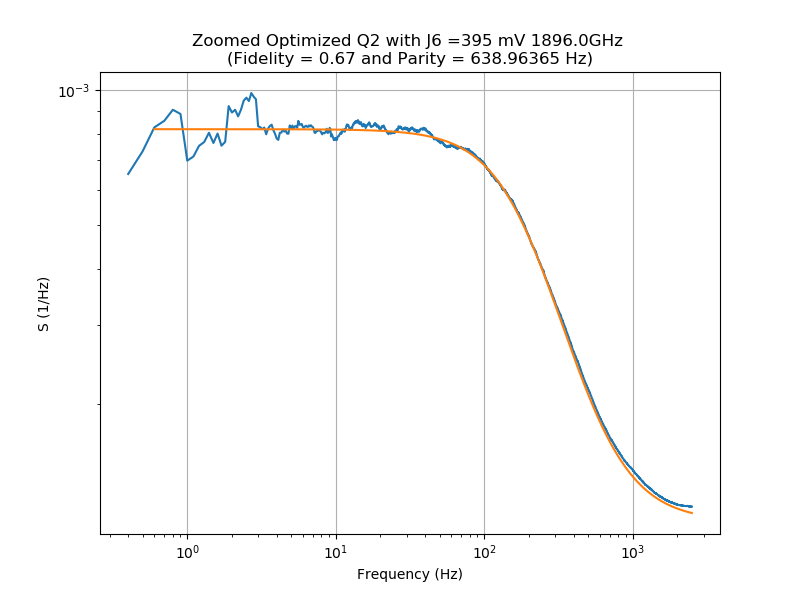 Zoomed Optimized Q2 with J6 =395 mV 1896.0GHz
(Fidelity = 0.67 and Parity = 638.96365 Hz)
10⁻³
S (1/Hz)
10⁰ 10¹ 10² 10³
Frequency (Hz)